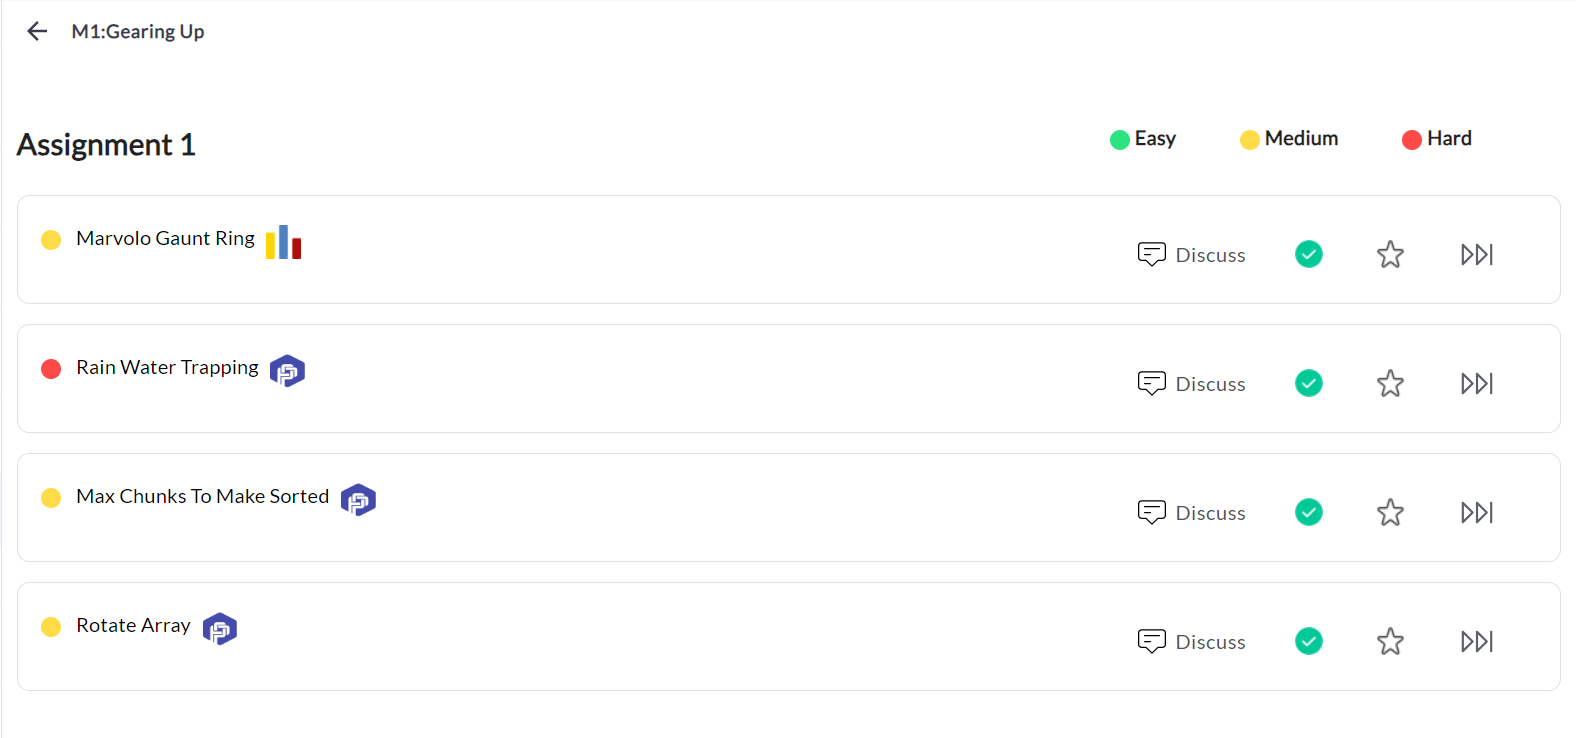 M1:Gearing Up
Assignment 1
Easy Medium Hard
Marvolo Gaunt Ring
Discuss
Rain Water Trapping
Discuss
Max Chunks To Make Sorted
Discuss
Rotate Array
Discuss